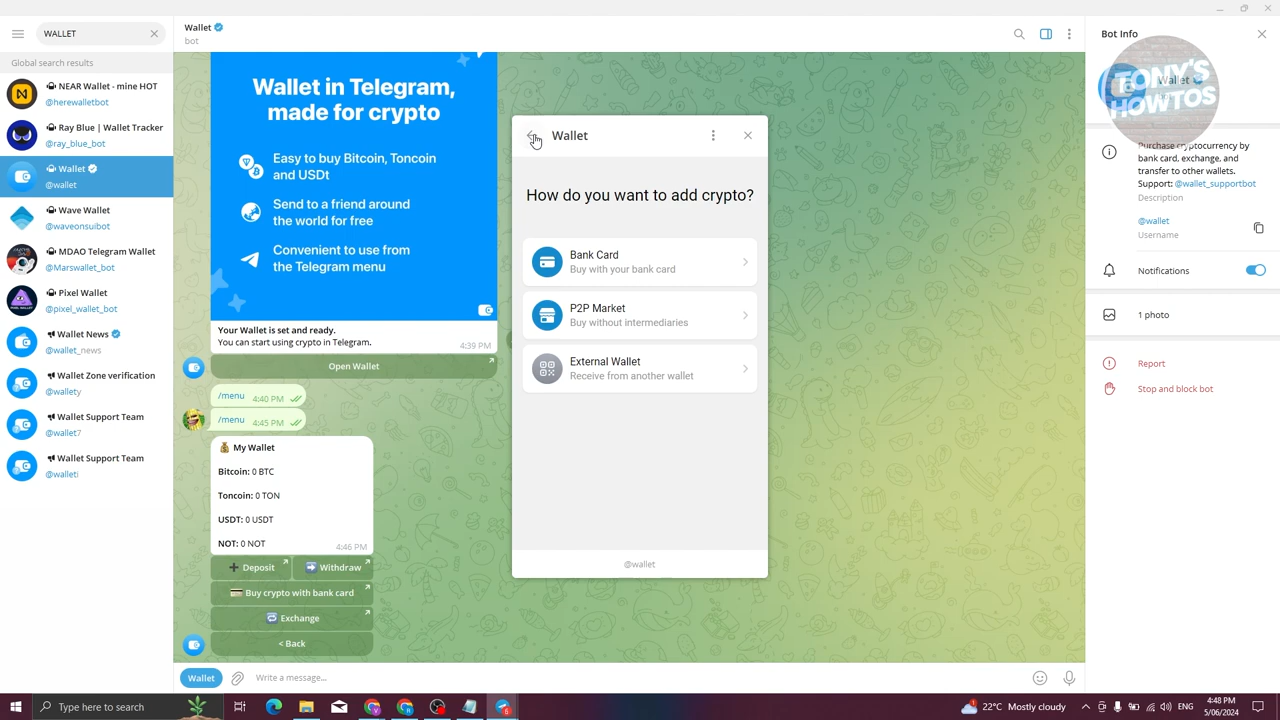 WALLET
Global search results
NEAR Wallet - mine HOT
@herewalletbot
Ray Blue | Wallet Tracker
@ray_blue_bot
Wallet
@wallet
Wave Wallet
@waveonsuibot
MDAO Telegram Wallet
@Marswallet_bot
Pixel Wallet
@pixel_wallet_bot
Wallet News
@wallet_news
Wallet Zone verification
@wallety
Wallet Support Team
@wallet7
Wallet Support Team
@walleti
Wallet
bot
Wallet in Telegram,
made for crypto
Easy to buy Bitcoin, Toncoin
and USDt
Send to a friend around
the world for free
Convenient to use from
the Telegram menu
Your Wallet is set and ready.
You can start using crypto in Telegram.
4:39 PM
Open Wallet
/menu 4:40 PM
/menu 4:45 PM
My Wallet
Bitcoin: 0 BTC
Toncoin: 0 TON
USDT: 0 USDT
NOT: 0 NOT
4:46 PM
Deposit
Withdraw
Buy crypto with bank card
Exchange
< Back
Wallet
Write a message...
Wallet
How do you want to add crypto?
Bank Card
Buy with your bank card
P2P Market
Buy without intermediaries
External Wallet
Receive from another wallet
@wallet
Bot Info
Wallet
TONY'S
HOWTOS
Purchase cryptocurrency by
bank card, exchange, and
transfer to other wallets.
Support: @wallet_supportbot
Description
@wallet
Username
Notifications
1 photo
Report
Stop and block bot
Type here to search
22°C Mostly cloudy
ENG
4:48 PM
5/06/2024